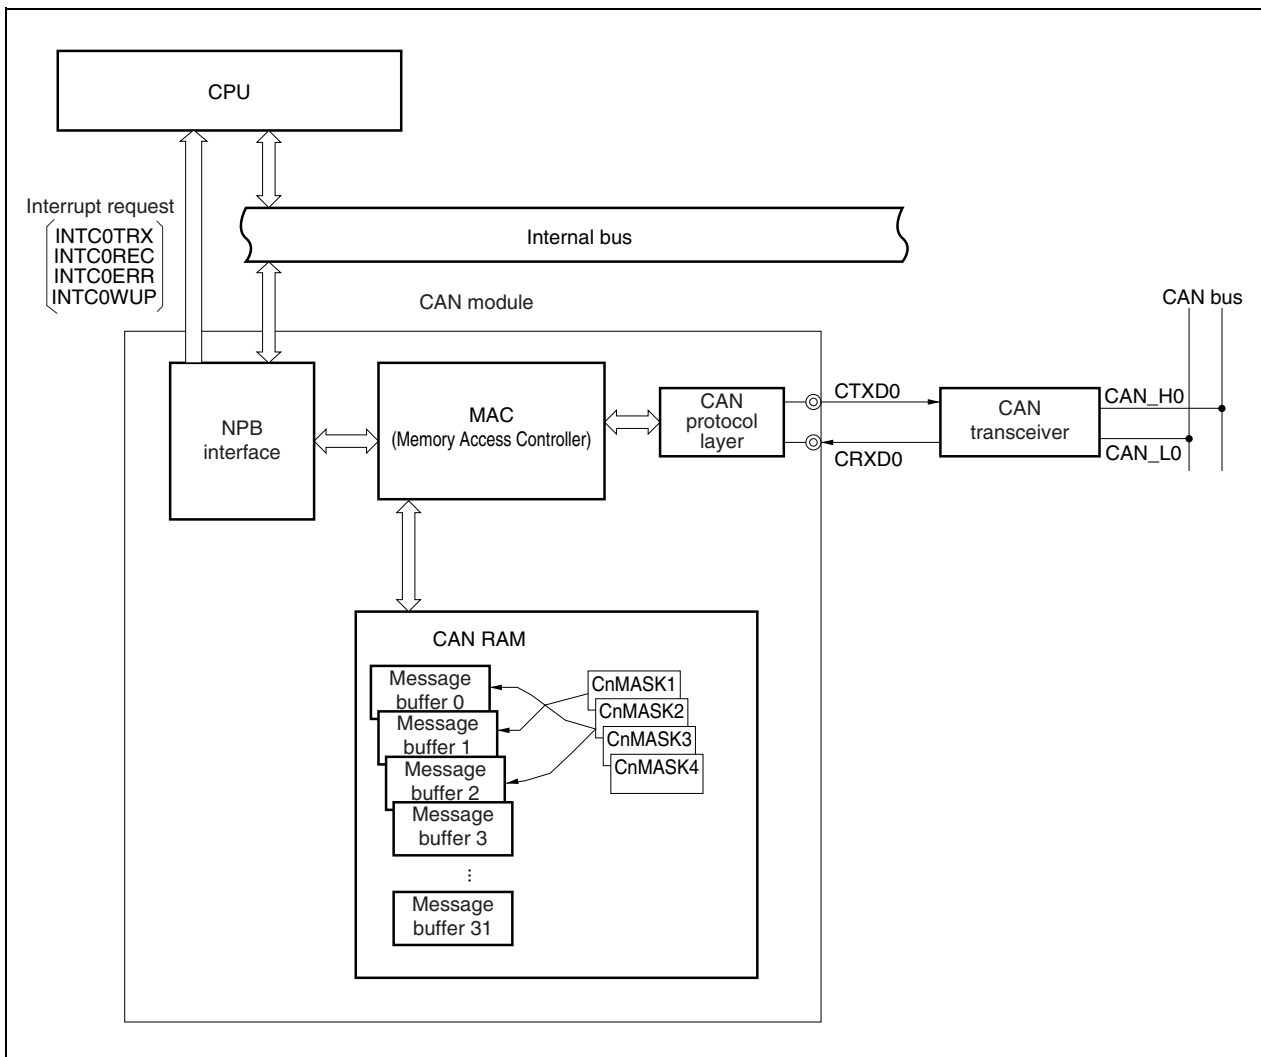 CPU
Interrupt request
INTC0TRX
INTC0REC
INTC0ERR
INTC0WUP
Internal bus
CAN module
CAN bus
NPB
interface
MAC
(Memory Access Controller)
CAN
protocol
layer
CTXD0
CRXD0
CAN
transceiver
CAN_H0
CAN_L0
CAN RAM
Message
buffer 0
Message
buffer 1
Message
buffer 2
Message
buffer 3
...
Message
buffer 31
CnMASK1
CnMASK2
CnMASK3
CnMASK4